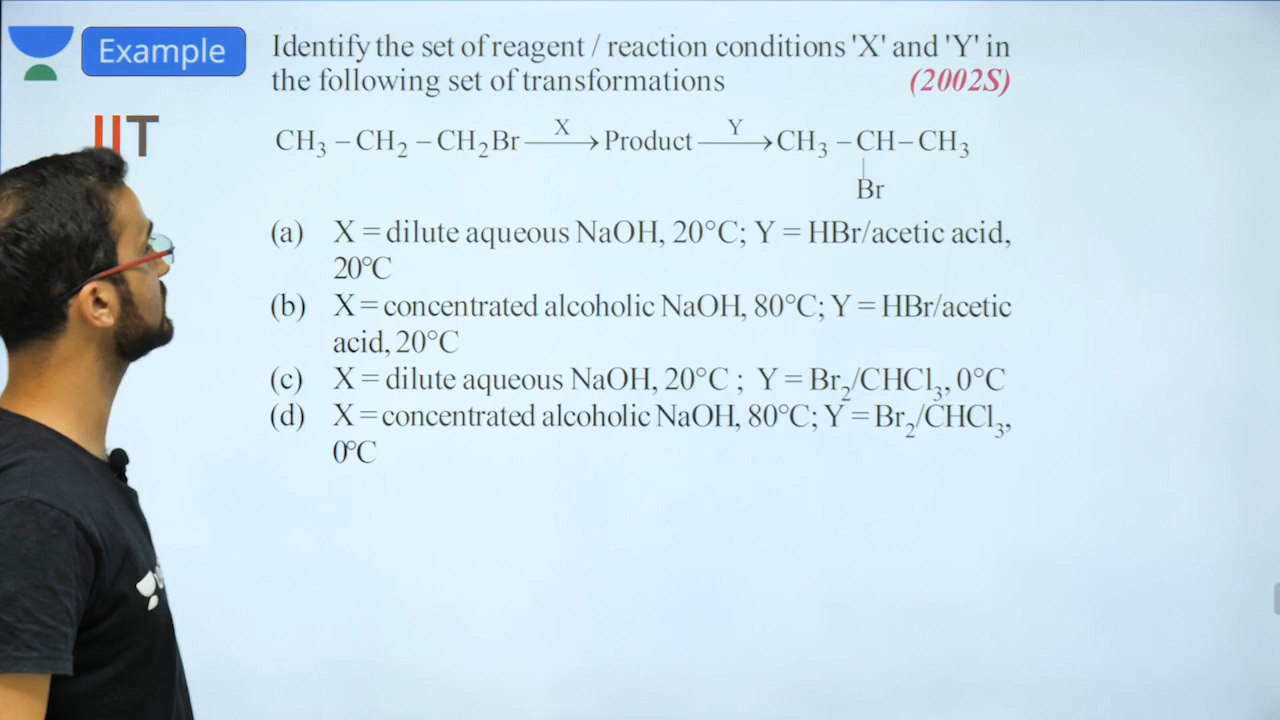 Example
IIT
Identify the set of reagent / reaction conditions 'X' and 'Y' in
the following set of transformations (2002S)
CH₃ – CH₂ – CH₂Br —X→ Product —Y→ CH₃ – CH – CH₃
|
Br
(a) X = dilute aqueous NaOH, 20°C; Y = HBr/acetic acid,
20°C
(b) X = concentrated alcoholic NaOH, 80°C; Y = HBr/acetic
acid, 20°C
(c) X = dilute aqueous NaOH, 20°C ; Y = Br₂/CHCl₃, 0°C
(d) X = concentrated alcoholic NaOH, 80°C; Y = Br₂/CHCl₃,
0°C